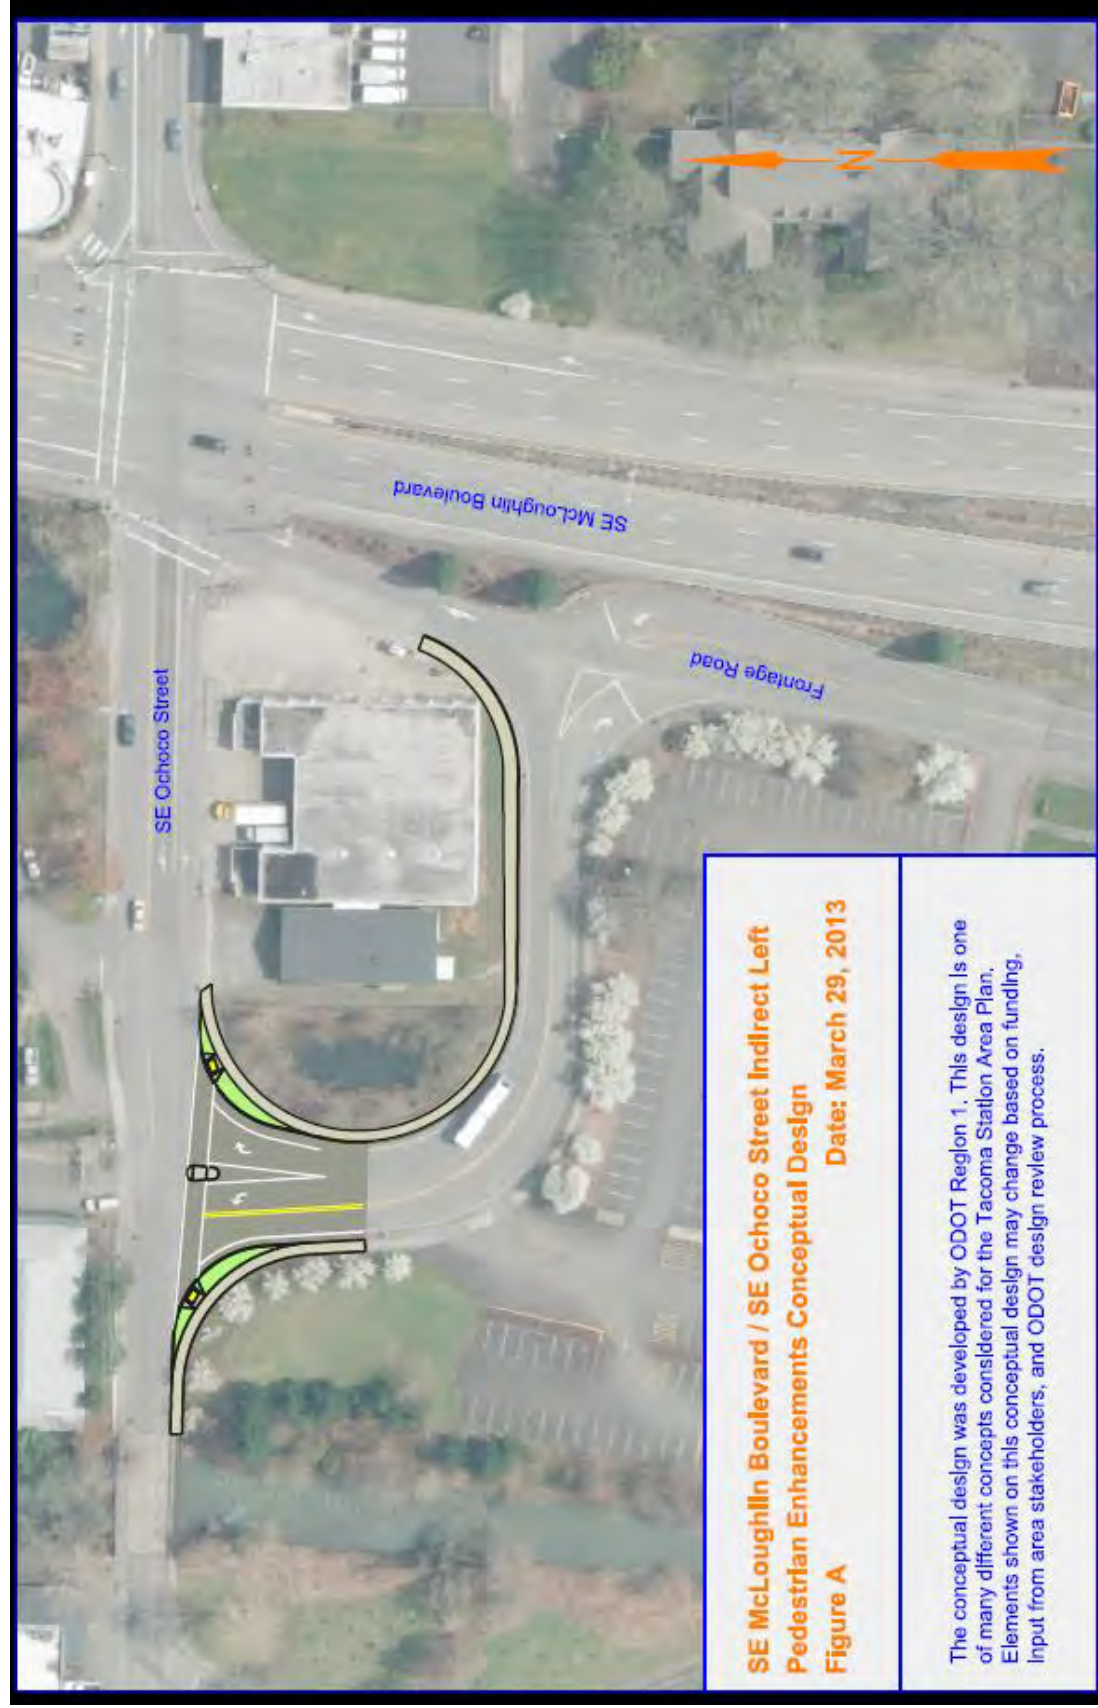 SE Ochoco Street
SE McLoughlin Boulevard
Frontage Road
N
SE McLoughlin Boulevard / SE Ochoco Street Indirect Left
Pedestrian Enhancements Conceptual Design
Figure A Date: March 29, 2013
The conceptual design was developed by ODOT Region 1. This design is one
of many different concepts considered for the Tacoma Station Area Plan.
Elements shown on this conceptual design may change based on funding,
input from area stakeholders, and ODOT design review process.